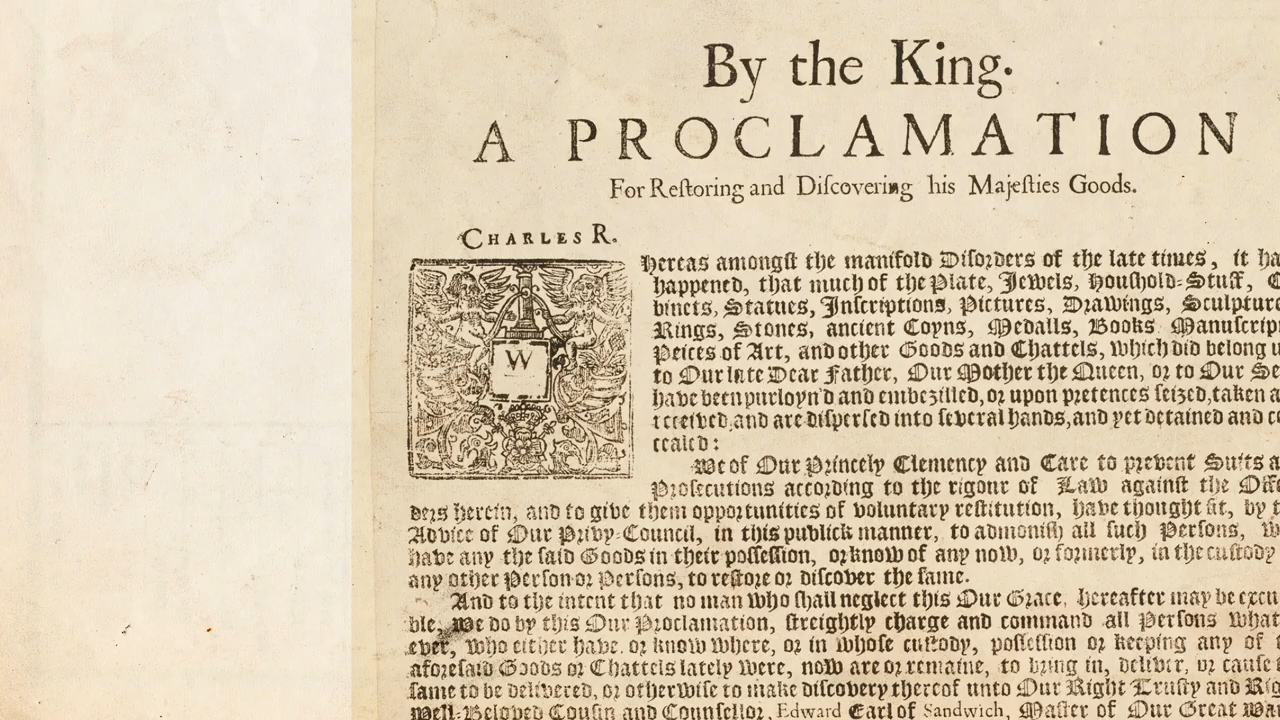 By the King.
A PROCLAMATION
For Reſtoring and Diſcovering his Majeſties Goods.
CHARLES R.
W
hereas amongſt the manifold Diſorders of the late times, it ha
happened, that much of the Plate, Jewels, Houſhold-Stuff, C
binets, Statues, Inſcriptions, Pictures, Drawings, Sculpture
Rings, Stones, ancient Coyns, Medalls, Books Manuſcrip
Peices of Art, and other Goods and Chattels, which did belong u
to Our late Dear Father, Our Mother the Queen, or to Our Se
have been purloyn'd and embezilled, or upon pretences ſeized, taken a
received, and are diſperſed into ſeveral hands, and yet detained and co
cealed:
We of Our Princely Clemency and Care to prevent Suits a
Proſecutions according to the rigour of Law againſt the Offe
ders herein, and to give them opportunities of voluntary reſtitution, have thought fit, by t
Advice of Our Privy-Council, in this publick manner, to admoniſh all ſuch Perſons, w
have any the ſaid Goods in their poſſeſſion, or know of any now, or formerly, in the cuſtody
any other Perſon or Perſons, to reſtore or diſcover the ſame.
And to the intent that no man who ſhall neglect this Our Grace, hereafter may be excu
ble, we do by this Our Proclamation, ſtreightly charge and command all Perſons what
ever, who either have, or know where, or in whoſe cuſtody, poſſeſſion or keeping any of
aforeſaid Goods or Chattels lately were, now are or remaine, to bring in, deliver, or cauſe
ſame to be delivered, or otherwiſe to make diſcovery thereof unto Our Right Truſty and Rig
Well-Beloved Couſin and Counſellor, Edward Earl of Sandwich, Maſter of Our Great War